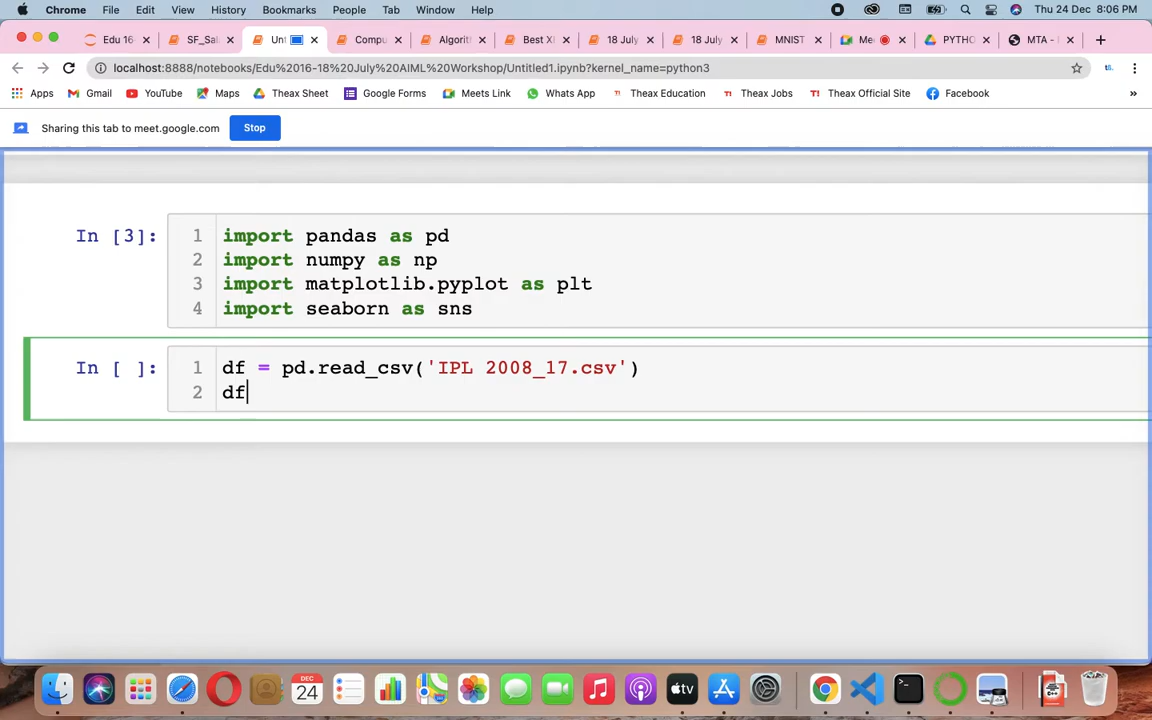 Chrome File Edit View History Bookmarks People Tab Window Help Thu 24 Dec 8:06 PM
Edu 16 SF_Sal Unt Compu Algorit Best XI 18 July 18 July MNIST Me PYTHO MTA -
localhost:8888/notebooks/Edu%2016-18%20July%20AIML%20Workshop/Untitled1.ipynb?kernel_name=python3
Apps Gmail YouTube Maps Theax Sheet Google Forms Meets Link Whats App Theax Education Theax Jobs Theax Official Site Facebook »
Sharing this tab to meet.google.com Stop
In [3]: 1 import pandas as pd
2 import numpy as np
3 import matplotlib.pyplot as plt
4 import seaborn as sns
In [ ]: 1 df = pd.read_csv('IPL 2008_17.csv')
2 df
DEC
24
tv